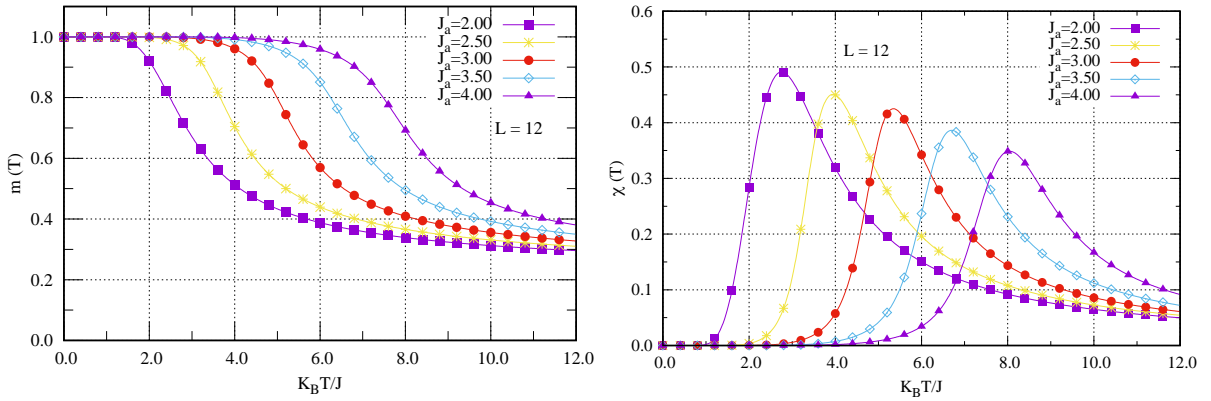 m (T)
0.0
0.2
0.4
0.6
0.8
1.0
0.0
2.0
4.0
6.0
8.0
10.0
12.0
K_BT/J
L = 12
J_a=2.00
J_a=2.50
J_a=3.00
J_a=3.50
J_a=4.00
χ (T)
0.0
0.1
0.2
0.3
0.4
0.5
0.6
0.0
2.0
4.0
6.0
8.0
10.0
12.0
K_BT/J
L = 12
J_a=2.00
J_a=2.50
J_a=3.00
J_a=3.50
J_a=4.00